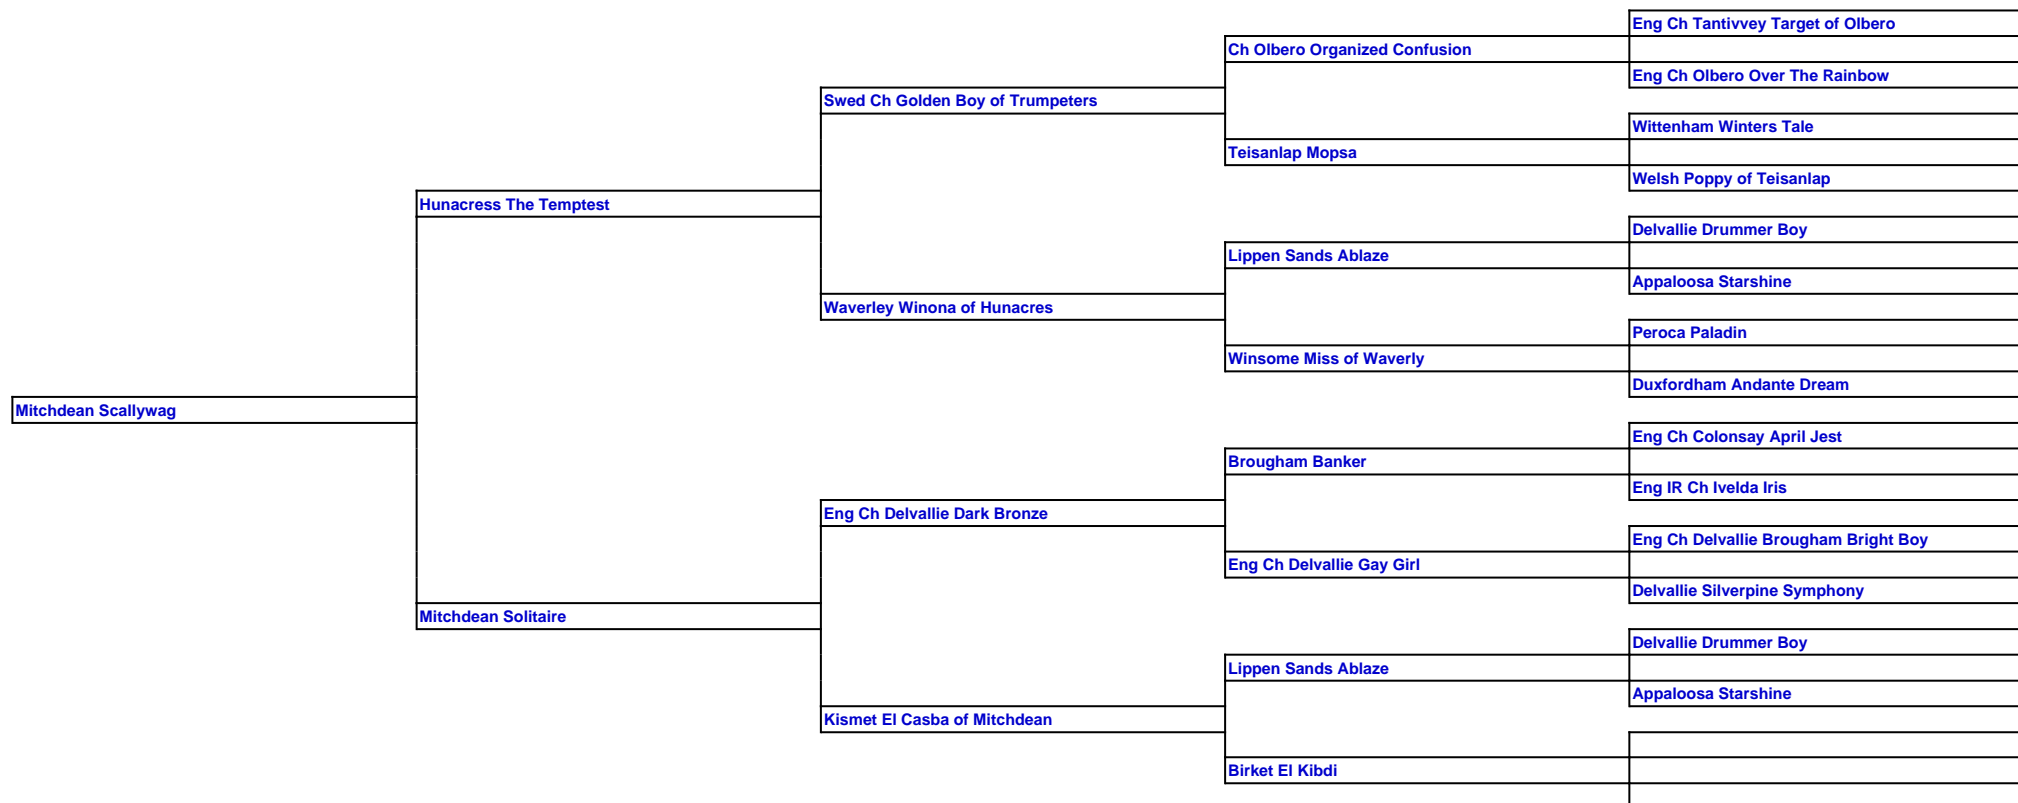 Eng Ch Tantivvey Target of Olbero
Ch Olbero Organized Confusion
Eng Ch Olbero Over The Rainbow
Swed Ch Golden Boy of Trumpeters
Wittenham Winters Tale
Teisanlap Mopsa
Welsh Poppy of Teisanlap
Hunacress The Temptest
Delvallie Drummer Boy
Lippen Sands Ablaze
Appaloosa Starshine
Waverley Winona of Hunacres
Peroca Paladin
Winsome Miss of Waverly
Duxfordham Andante Dream
Mitchdean Scallywag
Eng Ch Colonsay April Jest
Brougham Banker
Eng IR Ch Ivelda Iris
Eng Ch Delvallie Dark Bronze
Eng Ch Delvallie Brougham Bright Boy
Eng Ch Delvallie Gay Girl
Delvallie Silverpine Symphony
Mitchdean Solitaire
Delvallie Drummer Boy
Lippen Sands Ablaze
Appaloosa Starshine
Kismet El Casba of Mitchdean
Birket El Kibdi